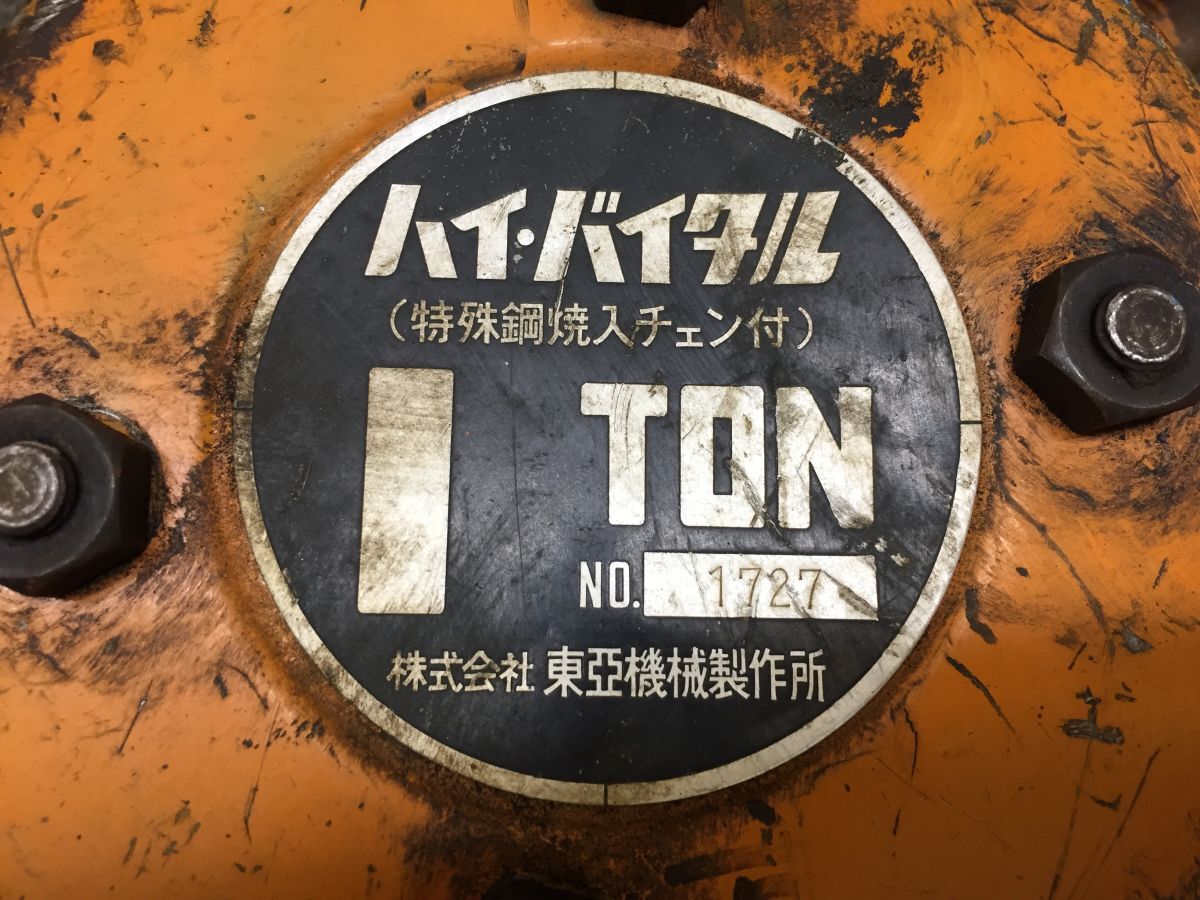 ハイ・バイタル
(特殊鋼焼入チェン付)
1 TON
NO. 1727
株式会社 東亜機械製作所